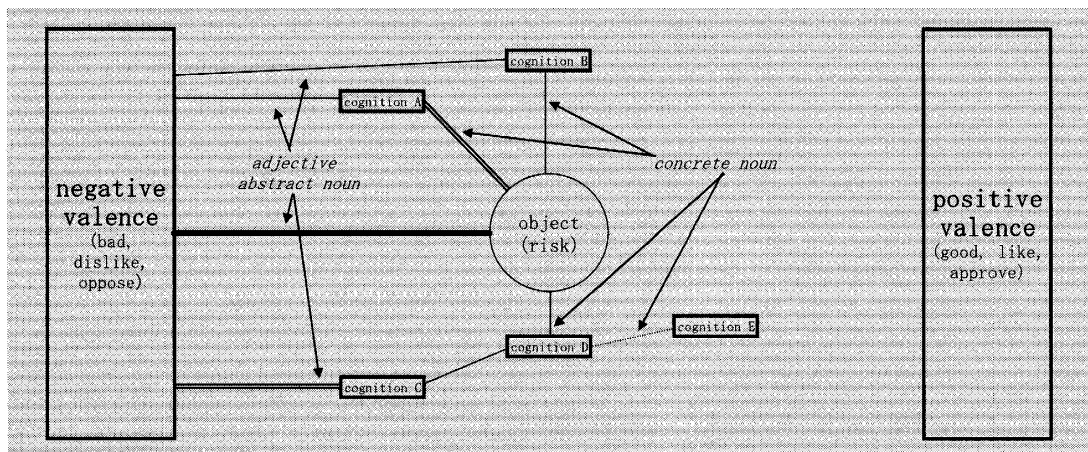 cognition B
cognition A
adjective
abstract noun
concrete noun
negative
valence
(bad,
dislike,
oppose)
object
(risk)
positive
valence
(good, like,
approve)
cognition E
cognition D
cognition C